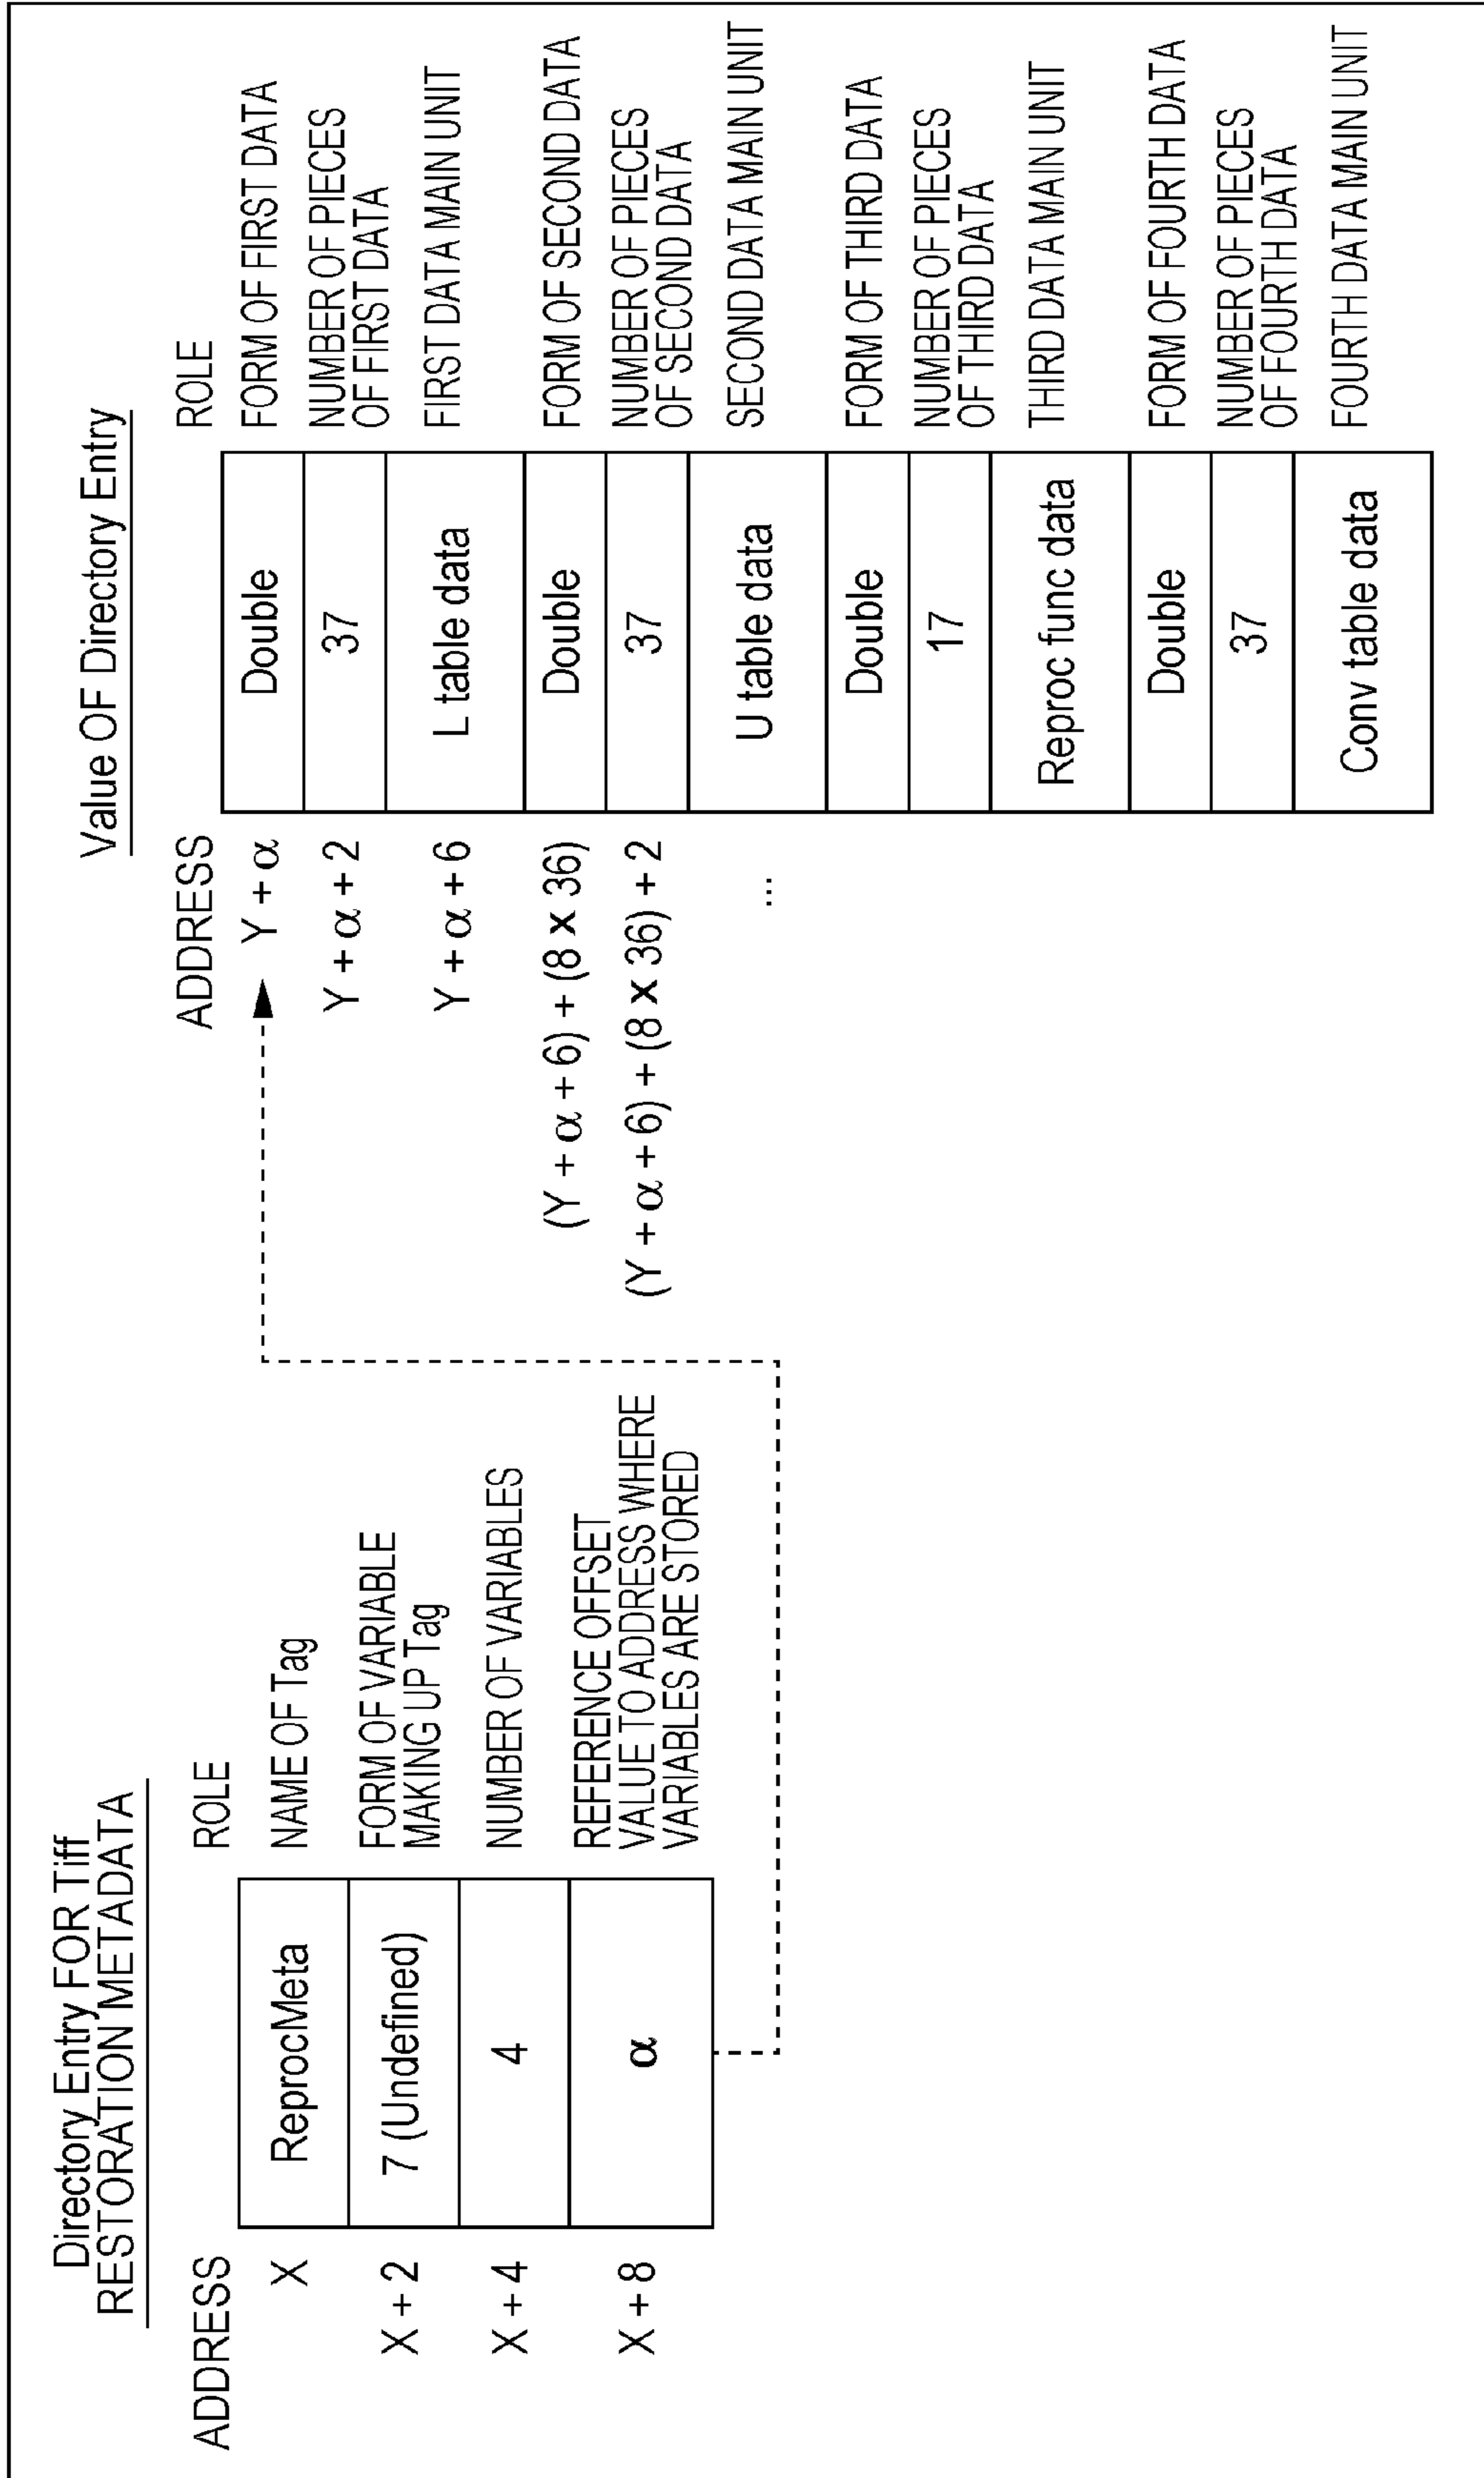 Directory Entry FOR Tiff
RESTORATION METADATA
ADDRESS
ROLE
X
ReprocMeta
NAME OF Tag
X + 2
7 (Undefined)
FORM OF VARIABLE
MAKING UP Tag
X + 4
4
NUMBER OF VARIABLES
X + 8
α
REFERENCE OFFSET
VALUE TO ADDRESS WHERE
VARIABLES ARE STORED
Value OF Directory Entry
ADDRESS
ROLE
Y + α
Double
FORM OF FIRST DATA
Y + α + 2
37
NUMBER OF PIECES
OF FIRST DATA
Y + α + 6
L table data
FIRST DATA MAIN UNIT
(Y + α + 6) + (8 x 36)
Double
FORM OF SECOND DATA
(Y + α + 6) + (8 x 36) + 2
37
NUMBER OF PIECES
OF SECOND DATA
...
U table data
SECOND DATA MAIN UNIT
Double
FORM OF THIRD DATA
17
NUMBER OF PIECES
OF THIRD DATA
Reproc func data
THIRD DATA MAIN UNIT
Double
FORM OF FOURTH DATA
37
NUMBER OF PIECES
OF FOURTH DATA
Conv table data
FOURTH DATA MAIN UNIT